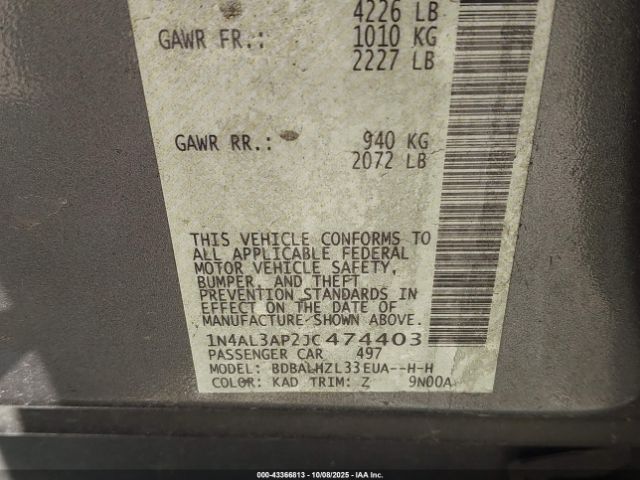 4226 LB
GAWR FR.: 1010 KG
2227 LB
GAWR RR.: 940 KG
2072 LB
THIS VEHICLE CONFORMS TO
ALL APPLICABLE FEDERAL
MOTOR VEHICLE SAFETY,
BUMPER, AND THEFT
PREVENTION STANDARDS IN
EFFECT ON THE DATE OF
MANUFACTURE SHOWN ABOVE.
1N4AL3AP2JC474403
PASSENGER CAR 497
MODEL: BDBALHZL33EUA--H-H
COLOR: KAD TRIM: Z 9N00A
000-43366813 - 10/08/2025 - IAA Inc.